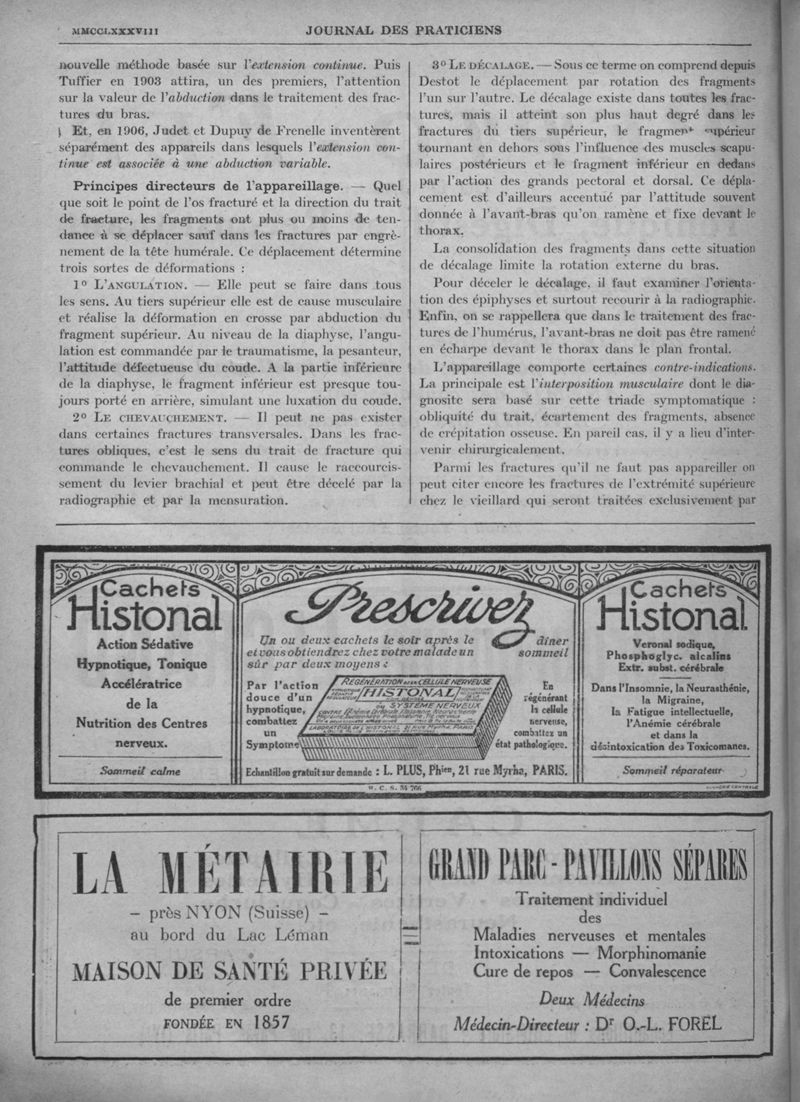 MMCCLXXXVIII
JOURNAL DES PRATICIENS
nouvelle méthode basée sur l'extension continue. Puis
Tuffier en 1903 attira, un des premiers, l'attention
sur la valeur de l'abduction dans le traitement des frac-
tures du bras.
Et, en 1906, Judet et Dupuy de Frenelle inventèrent
séparément des appareils dans lesquels l'extension con-
tinue est associée à une abduction variable.
Principes directeurs de l'appareillage. — Quel
que soit le point de l'os fracturé et la direction du trait
de fracture, les fragments ont plus ou moins de ten-
dance à se déplacer sauf dans les fractures par engrè-
nement de la tête humérale. Ce déplacement détermine
trois sortes de déformations :
1° L'ANGULATION. — Elle peut se faire dans tous
les sens. Au tiers supérieur elle est de cause musculaire
et réalise la déformation en crosse par abduction du
fragment supérieur. Au niveau de la diaphyse, l'angu-
lation est commandée par le traumatisme, la pesanteur,
l'attitude défectueuse du coude. A la partie inférieure
de la diaphyse, le fragment inférieur est presque tou-
jours porté en arrière, simulant une luxation du coude.
2° LE CHEVAUCHEMENT. — Il peut ne pas exister
dans certaines fractures transversales. Dans les frac-
tures obliques, c'est le sens du trait de fracture qui
commande le chevauchement. Il cause le raccourcis-
sement du levier brachial et peut être décelé par la
radiographie et par la mensuration.
3° LE DÉCALAGE. — Sous ce terme on comprend depuis
Destot le déplacement par rotation des fragments
l'un sur l'autre. Le décalage existe dans toutes les frac-
tures, mais il atteint son plus haut degré dans les
fractures du tiers supérieur, le fragment supérieur
tournant en dehors sous l'influence des muscles scapu-
laires postérieurs et le fragment inférieur en dedans
par l'action des grands pectoral et dorsal. Ce dépla-
cement est d'ailleurs accentué par l'attitude souvent
donnée à l'avant-bras qu'on ramène et fixe devant le
thorax.
La consolidation des fragments dans cette situation
de décalage limite la rotation externe du bras.
Pour déceler le décalage, il faut examiner l'orienta-
tion des épiphyses et surtout recourir à la radiographie.
Enfin, on se rappellera que dans le traitement des frac-
tures de l'humérus, l'avant-bras ne doit pas être ramené
en écharpe devant le thorax dans le plan frontal.
L'appareillage comporte certaines contre-indications.
La principale est l'interposition musculaire dont le dia-
gnostic sera basé sur cette triade symptomatique :
obliquité du trait, écartement des fragments, absence
de crépitation osseuse. En pareil cas, il y a lieu d'inter-
venir chirurgicalement.
Parmi les fractures qu'il ne faut pas appareiller on
peut citer encore les fractures de l'extrémité supérieure
chez le vieillard qui seront traitées exclusivement par
Cachets
Histonal
Action Sédative
Hypnotique, Tonique
Accélératrice
de la
Nutrition des Centres
nerveux.
Sommeil calme
Prescrivez
Un ou deux cachets le soir après le dîner
et vous obtiendrez chez votre malade un sommeil
sûr par deux moyens :
Par l'action
douce d'un
hypnotique,
combattez
un
Symptome
RÉGÉNÉRATION DE LA CELLULE NERVEUSE
HISTONAL
SYSTÈME NERVEUX
En
régénérant
la cellule
nerveuse,
combattez un
état pathologique.
Echantillon gratuit sur demande : L. PLUS, Phien, 21 rue Myrha, PARIS.
Cachets
Histonal
Veronal sodique,
Phosphoglyc. alcalins
Extr. subst. cérébrale
Dans l'Insomnie, la Neurasthénie,
la Migraine,
la Fatigue intellectuelle,
l'Anémie cérébrale
et dans la
désintoxication des Toxicomanes.
Sommeil réparateur
R. C. S. M 766
LA MÉTAIRIE
– près NYON (Suisse) –
au bord du Lac Léman
MAISON DE SANTÉ PRIVÉE
de premier ordre
FONDÉE EN 1857
GRAND PARC - PAVILLONS SÉPARES
Traitement individuel
des
Maladies nerveuses et mentales
Intoxications — Morphinomanie
Cure de repos — Convalescence
Deux Médecins
Médecin-Directeur : Dr O.-L. FOREL